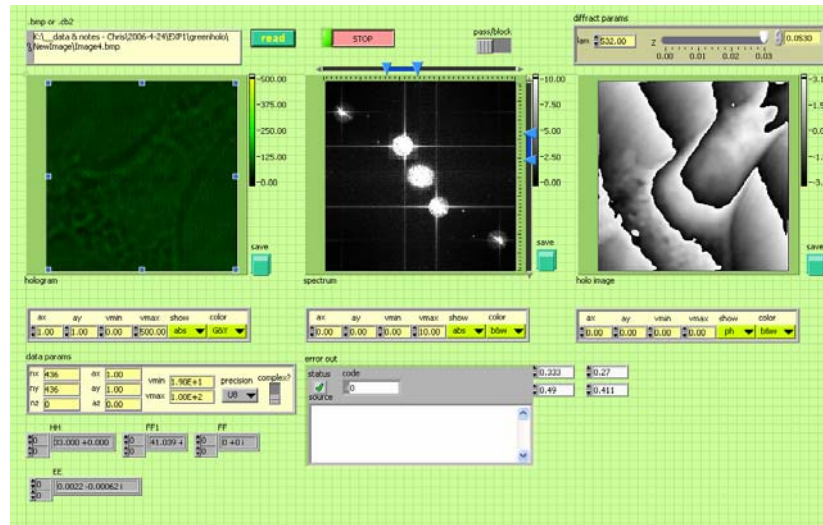 .bmp or .cb2
K:\__data & notes - Chris\2006-4-24\EXP1\greenholo\
\NewImage\Image4.bmp
read
STOP
pass/block
diffract params
lam 532.00
z
0.0530
0.00 0.01 0.02 0.03
500.00
375.00
250.00
125.00
0.00
10.00
7.50
5.00
2.50
0.00
save
save
save
hologram
spectrum
holo image
ax ay vmin vmax show color
1.00 1.00 0.00 500.00 abs G&Y
ax ay vmin vmax show color
0.00 0.00 0.00 10.00 abs b&w
ax ay vmin vmax show color
0.00 0.00 0.00 0.00 ph b&w
data params
nx 436 ax 1.00
ny 436 ay 1.00
nz 0 az 0.00
vmin 1.90E+1
vmax 1.00E+2
precision
U8
complex?
error out
status code
0
source
0.333 0.27
0.49 0.411
HH
0 33.000 +0.000
0
FF1
0 41.039 +
0
FF
0 0 +0 i
0
EE
0 0.0022 -0.00062 i
0